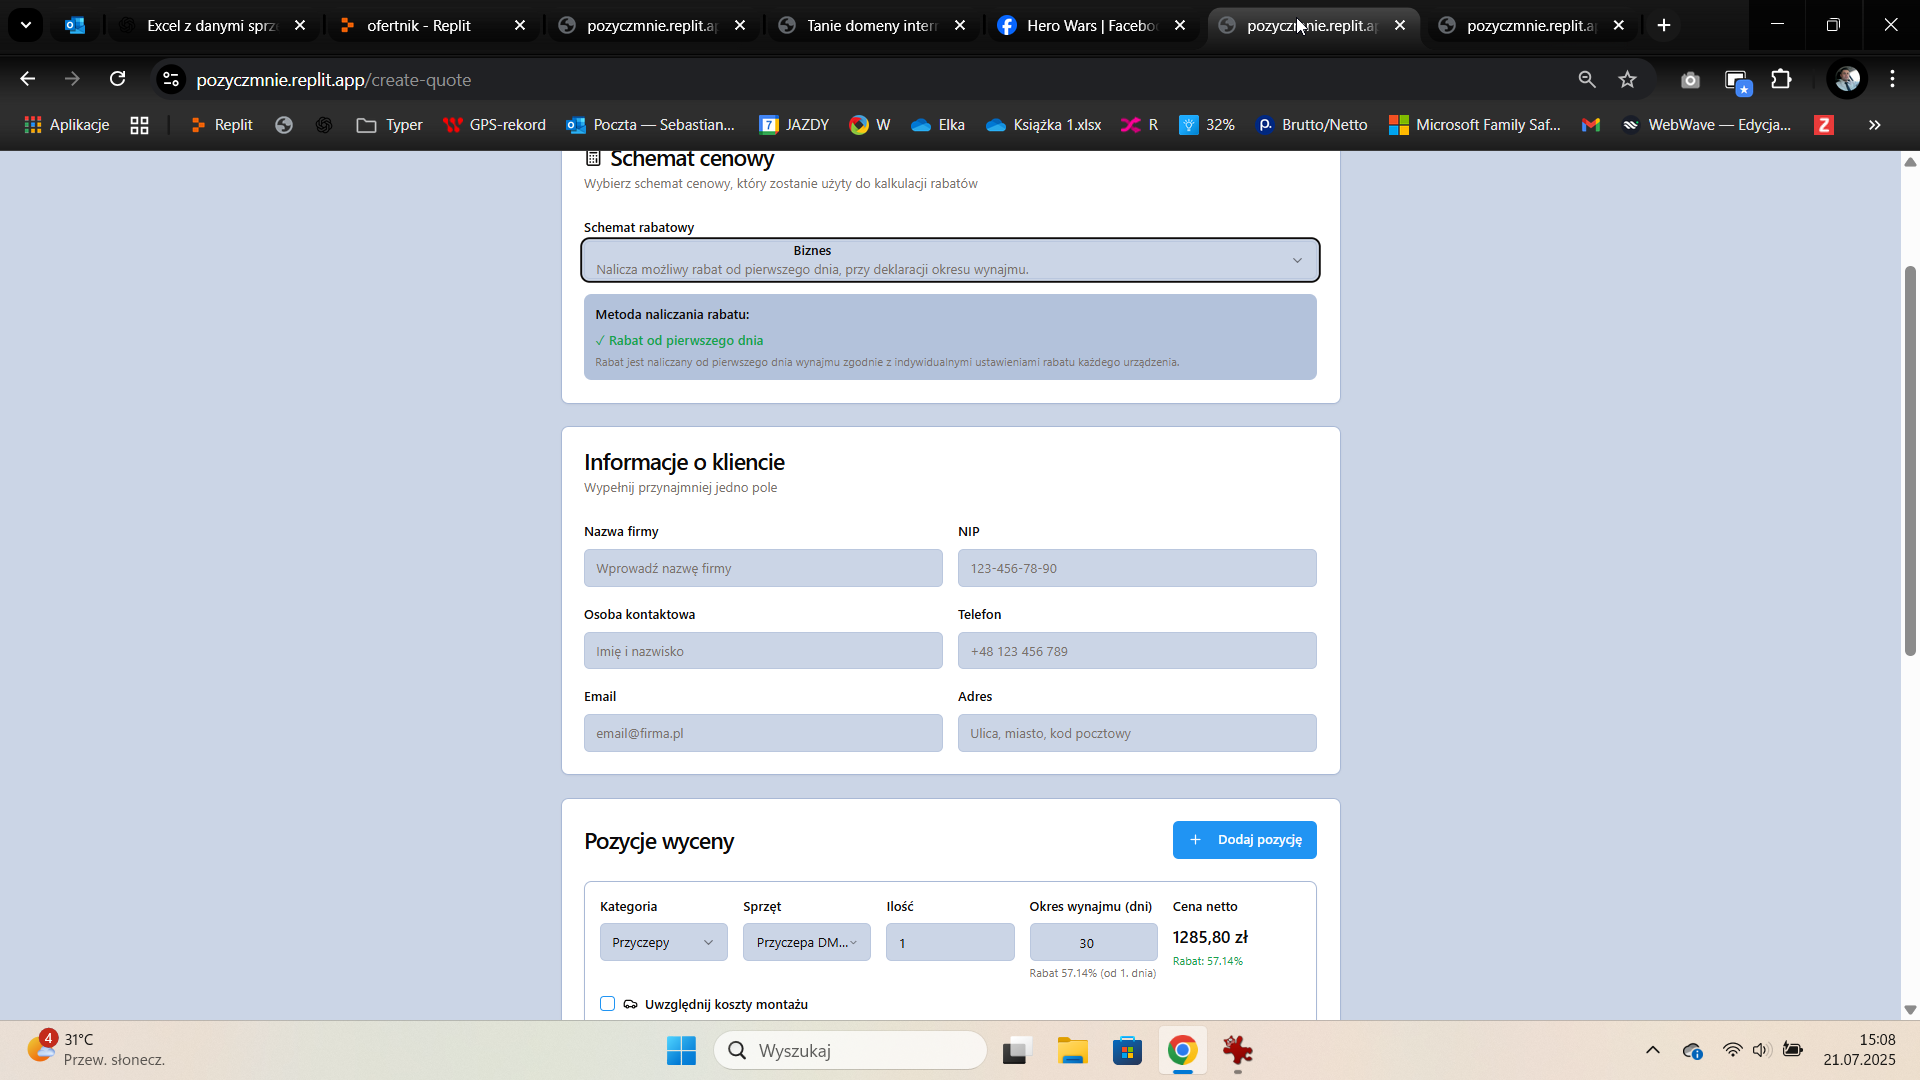 Excel z danymi sprzę
ofertnik - Replit
pozyczmnie.replit.ap
Tanie domeny intern
Hero Wars | Facebo
pozyczmnie.replit.ap
pozyczmnie.replit.ap
pozyczmnie.replit.app/create-quote
Aplikacje
Replit
Typer
GPS-rekord
Poczta — Sebastian...
7
JAZDY
W
Elka
Książka 1.xlsx
R
32%
Brutto/Netto
Microsoft Family Saf...
WebWave — Edycja...
Z
Schemat cenowy
Wybierz schemat cenowy, który zostanie użyty do kalkulacji rabatów
Schemat rabatowy
Biznes
Nalicza możliwy rabat od pierwszego dnia, przy deklaracji okresu wynajmu.
Metoda naliczania rabatu:
✓ Rabat od pierwszego dnia
Rabat jest naliczany od pierwszego dnia wynajmu zgodnie z indywidualnymi ustawieniami rabatu każdego urządzenia.
Informacje o kliencie
Wypełnij przynajmniej jedno pole
Nazwa firmy
NIP
Wprowadź nazwę firmy
123-456-78-90
Osoba kontaktowa
Telefon
Imię i nazwisko
+48 123 456 789
Email
Adres
email@firma.pl
Ulica, miasto, kod pocztowy
Pozycje wyceny
+ Dodaj pozycję
Kategoria
Sprzęt
Ilość
Okres wynajmu (dni)
Cena netto
Przyczepy
Przyczepa DM...
1
30
1285,80 zł
Rabat 57.14% (od 1. dnia)
Rabat: 57.14%
Uwzględnij koszty montażu
4
31°C
Przew. słonecz.
Wyszukaj
15:08
21.07.2025